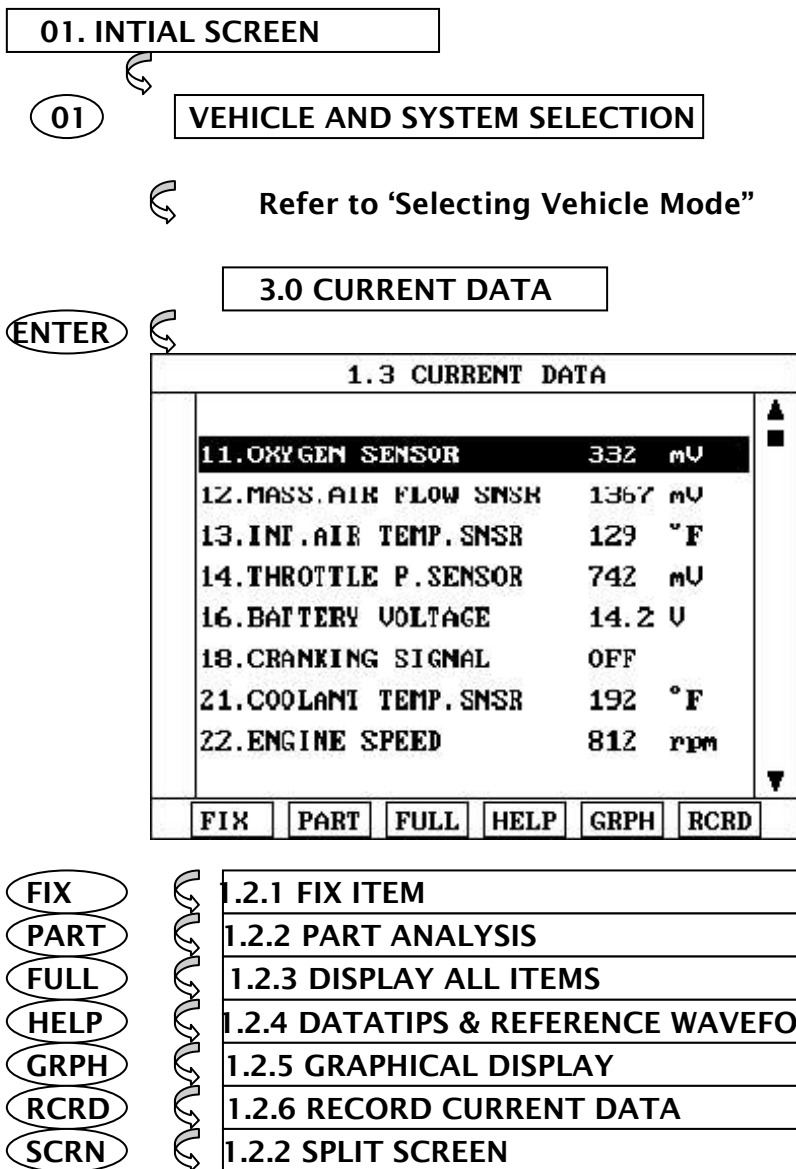 01. INTIAL SCREEN
01 VEHICLE AND SYSTEM SELECTION
Refer to ‘Selecting Vehicle Mode”
3.0 CURRENT DATA
ENTER
1.3 CURRENT DATA
11.OXYGEN SENSOR 332 mV
12.MASS.AIR FLOW SNSR 1367 mV
13.INT.AIR TEMP.SNSR 129 °F
14.THROTTLE P.SENSOR 742 mV
16.BATTERY VOLTAGE 14.2 V
18.CRANKING SIGNAL OFF
21.COOLANT TEMP.SNSR 192 °F
22.ENGINE SPEED 812 rpm
FIX PART FULL HELP GRPH RCRD
FIX 1.2.1 FIX ITEM
PART 1.2.2 PART ANALYSIS
FULL 1.2.3 DISPLAY ALL ITEMS
HELP 1.2.4 DATATIPS & REFERENCE WAVEFO
GRPH 1.2.5 GRAPHICAL DISPLAY
RCRD 1.2.6 RECORD CURRENT DATA
SCRN 1.2.2 SPLIT SCREEN